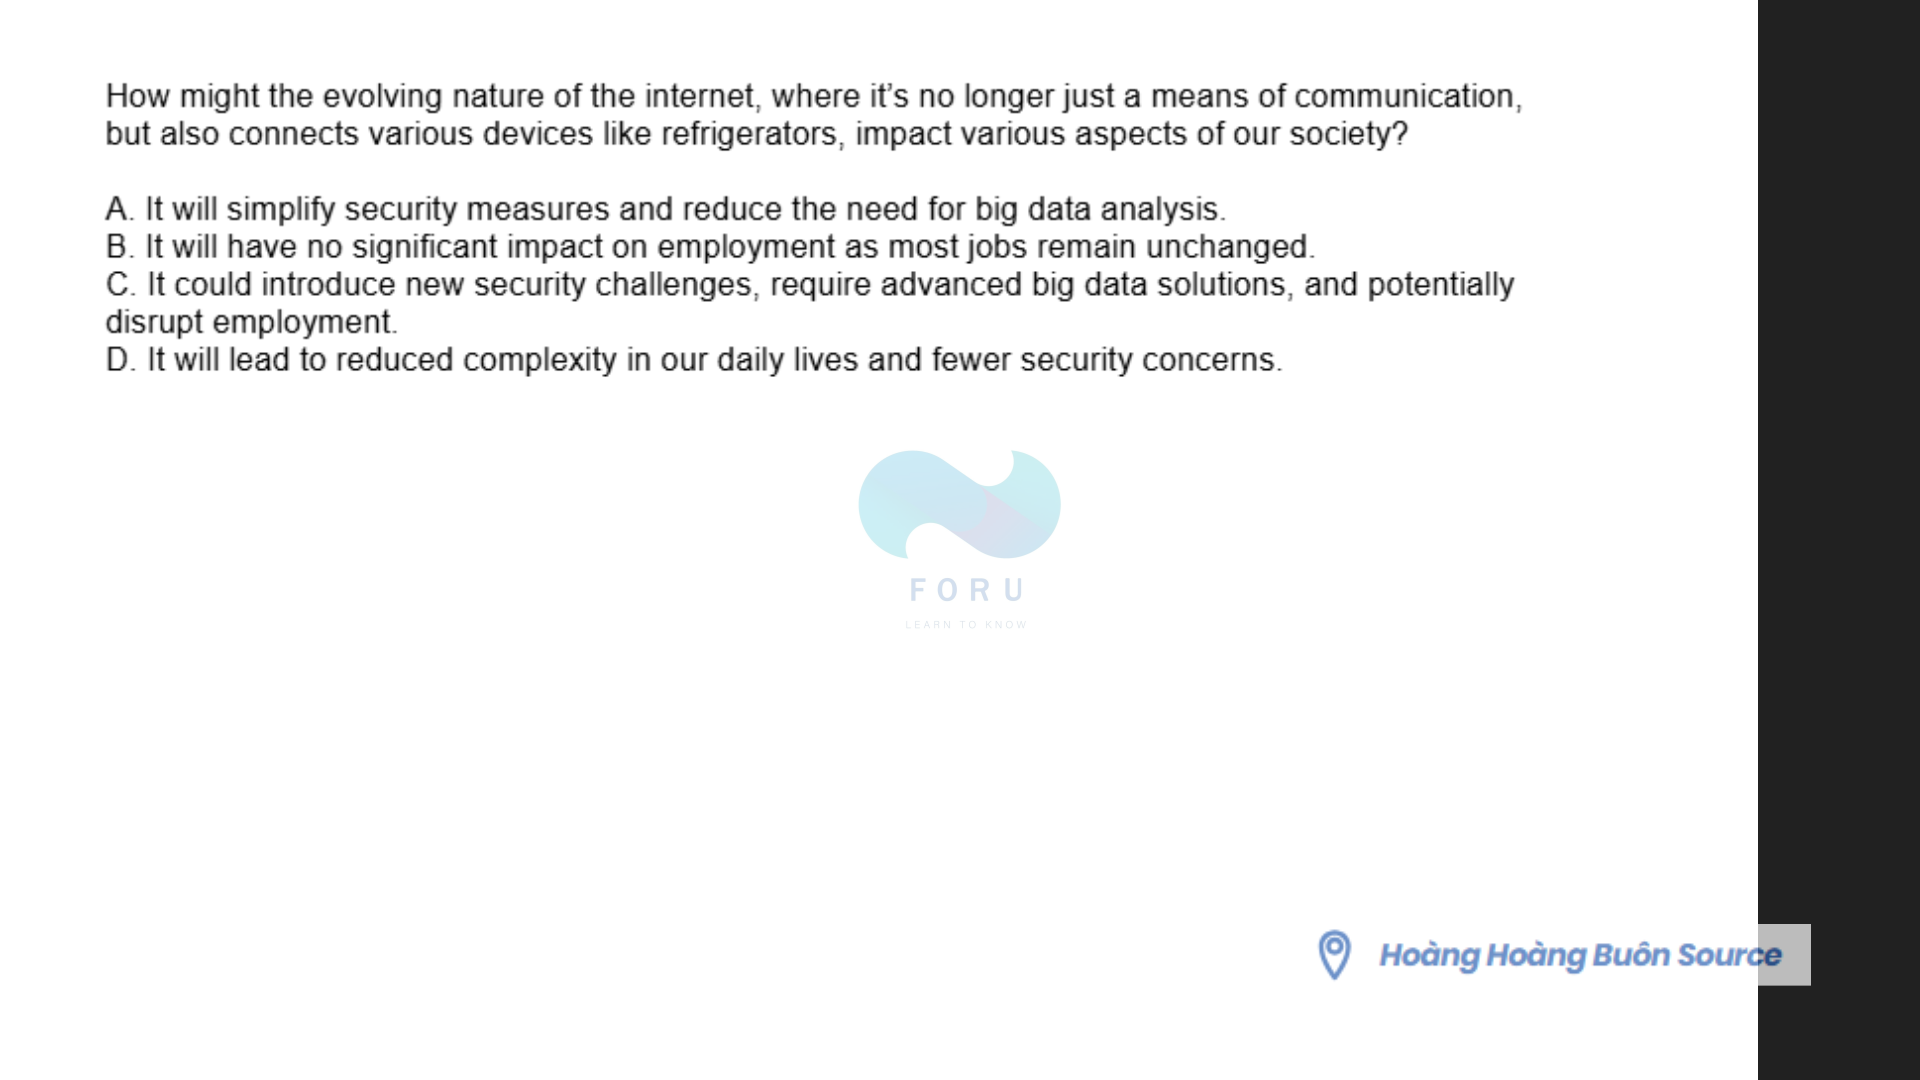 How might the evolving nature of the internet, where it’s no longer just a means of communication,
but also connects various devices like refrigerators, impact various aspects of our society?
A. It will simplify security measures and reduce the need for big data analysis.
B. It will have no significant impact on employment as most jobs remain unchanged.
C. It could introduce new security challenges, require advanced big data solutions, and potentially
disrupt employment.
D. It will lead to reduced complexity in our daily lives and fewer security concerns.
FORU
LEARN TO KNOW
Hoàng Hoàng Buôn Source